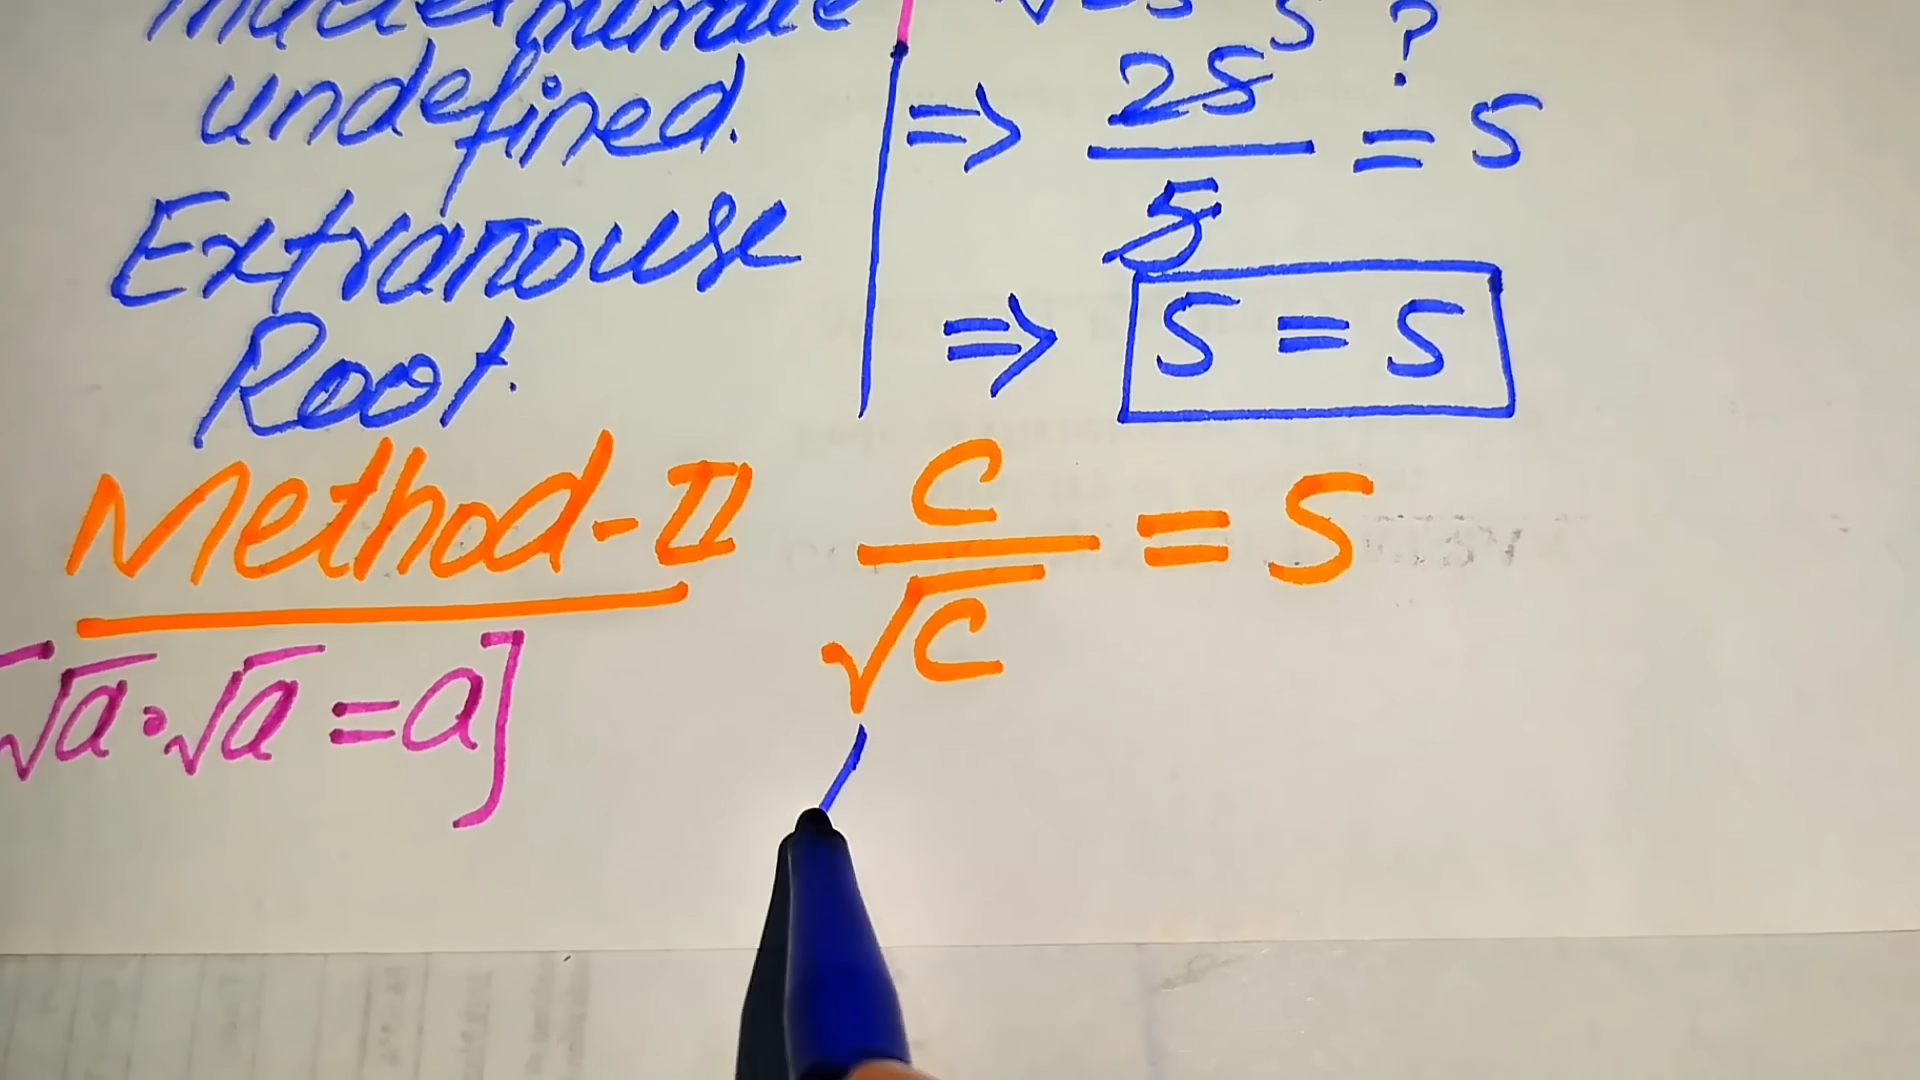 undefined.
Extranouse
Root.
?
=> 25/5 = 5
=> 5 = 5
Method-II
C/√C = 5
√a·√a = a]